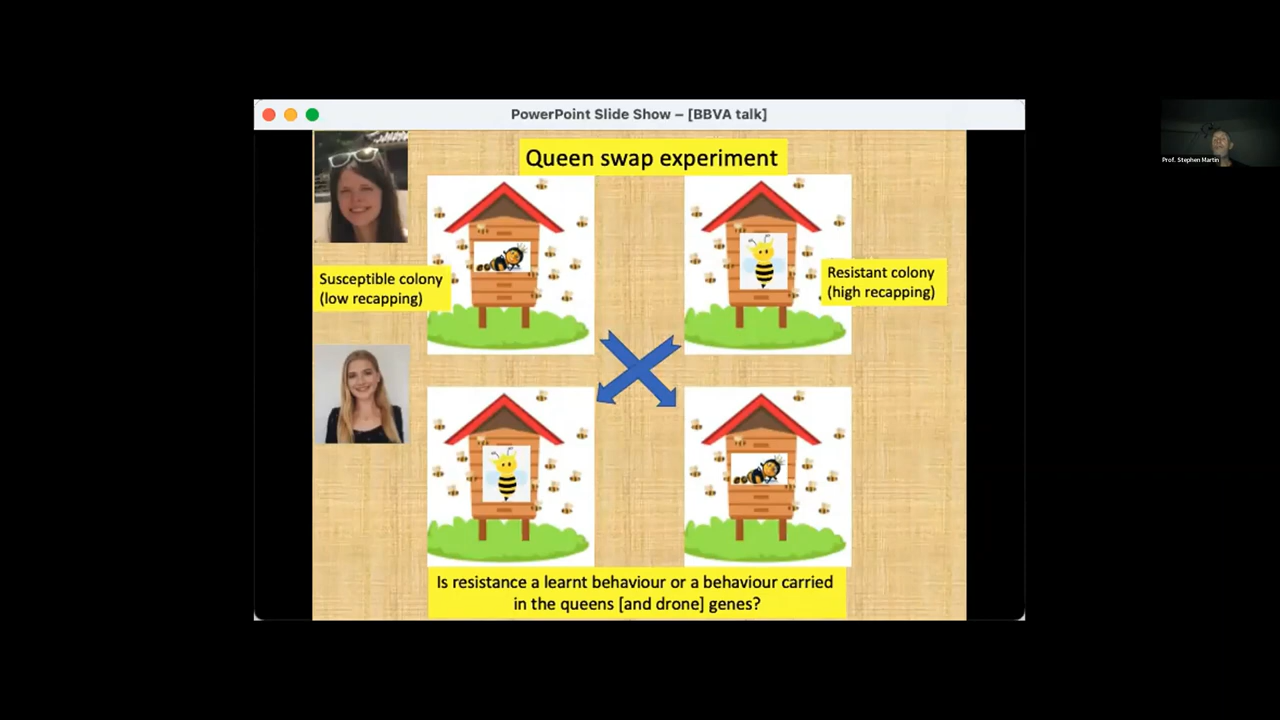 PowerPoint Slide Show – [BBVA talk]
Prof. Stephen Martin
Queen swap experiment
Susceptible colony
(low recapping)
Resistant colony
(high recapping)
Is resistance a learnt behaviour or a behaviour carried
in the queens [and drone] genes?